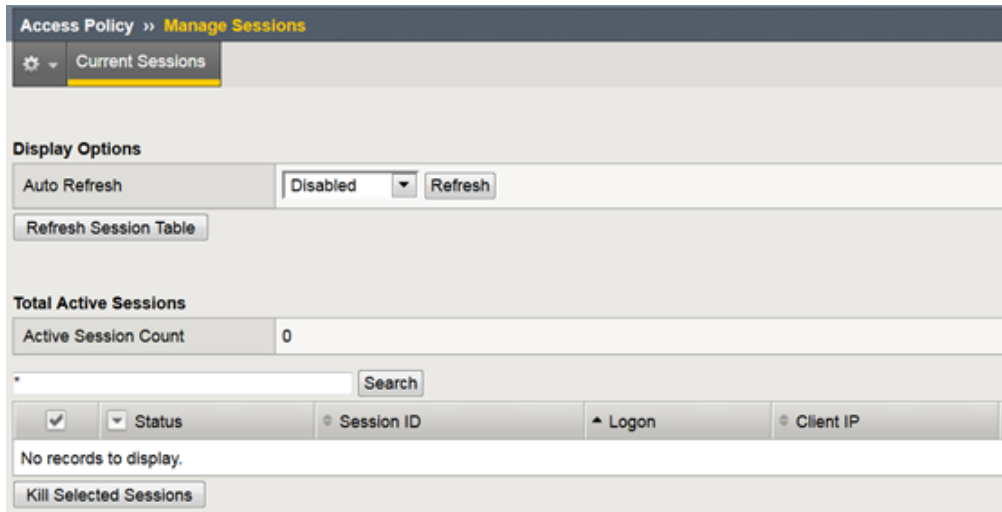 Access Policy ›› Manage Sessions
Current Sessions
Display Options
Auto Refresh Disabled Refresh
Refresh Session Table
Total Active Sessions
Active Session Count 0
* Search
Status Session ID Logon Client IP
No records to display.
Kill Selected Sessions